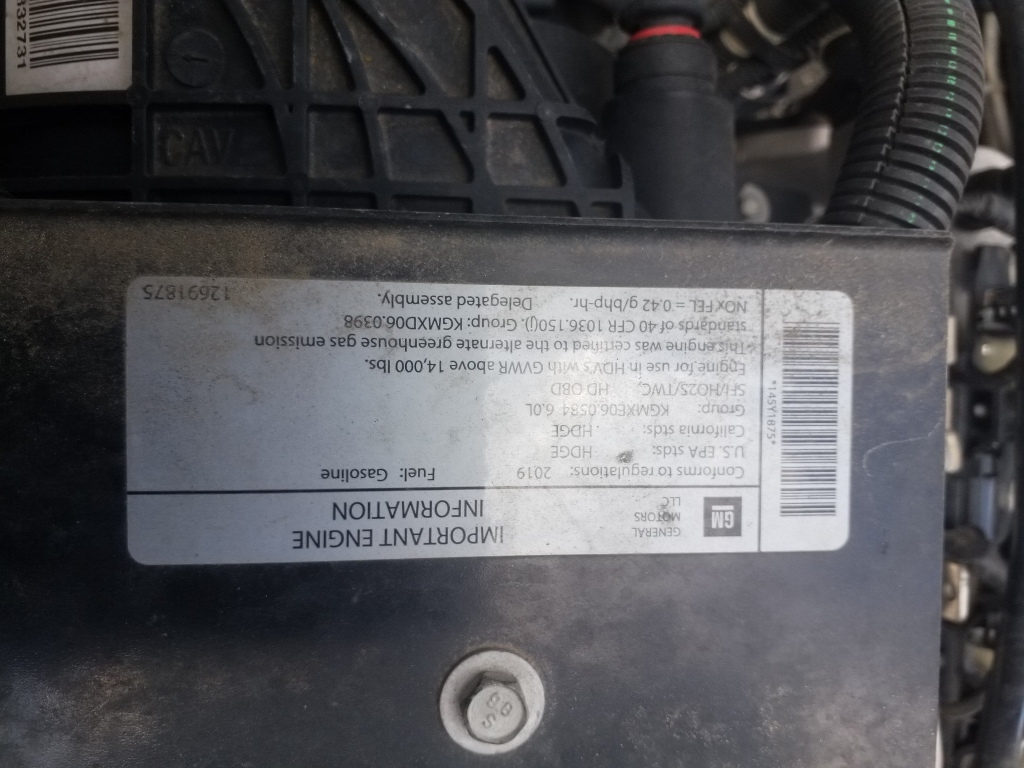 GM
GENERAL
MOTORS
LLC
IMPORTANT ENGINE
INFORMATION
Conforms to regulations: 2019 Fuel: Gasoline
U.S. EPA stds: HDGE
California stds: HDGE
Group: KGMXE06.0584 6.0L
SFI/HO2S/TWC HD OBD
Engine for use in HDV's with GVWR above 14,000 lbs.
This engine was certified to the alternate greenhouse gas emission
standards of 40 CFR 1036.150(j). Group: KGMXD06.0398
NOx FEL = 0.42 g/bhp-hr. Delegated assembly.
12691875
*14SY1875*
CAV
32731
8.8
S